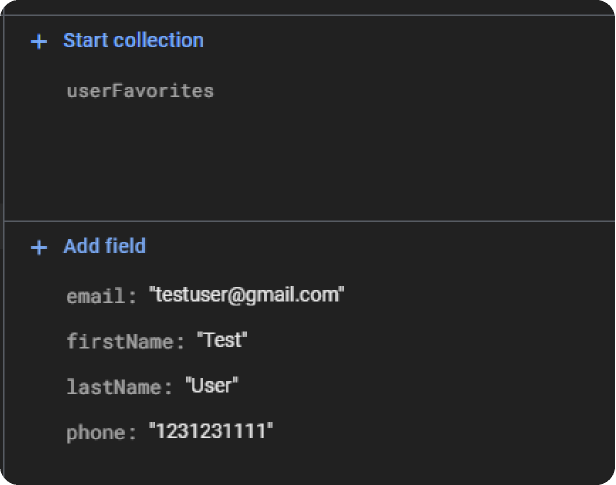 + Start collection
userFavorites
+ Add field
email: "testuser@gmail.com"
firstName: "Test"
lastName: "User"
phone: "1231231111"